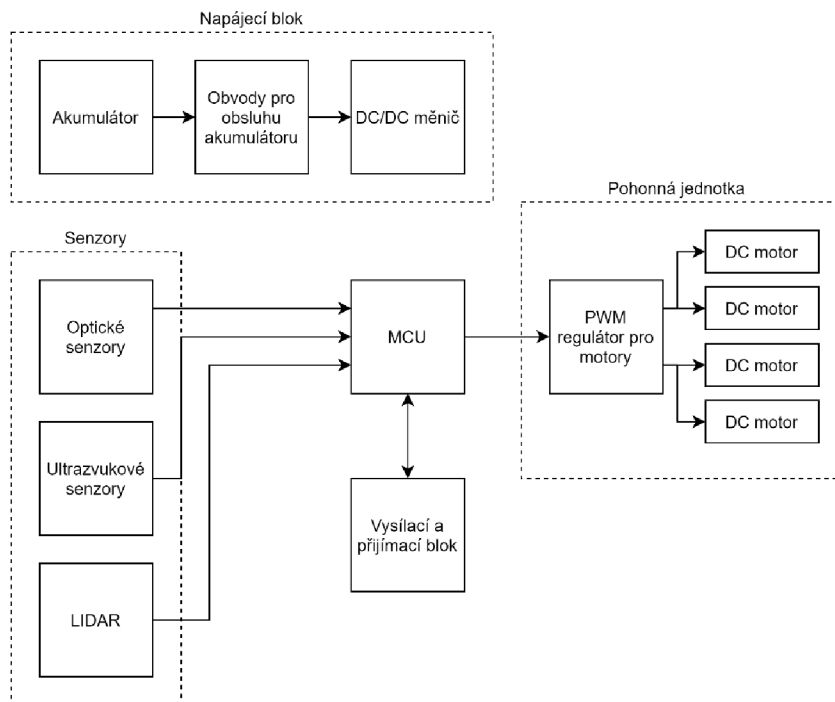 Napájecí blok
Akumulátor
Obvody pro
obsluhu
akumulátoru
DC/DC měnič
Pohonná jednotka
Senzory
Optické
senzory
MCU
PWM
regulátor pro
motory
DC motor
DC motor
DC motor
DC motor
Ultrazvukové
senzory
Vysílací a
přijímací blok
LIDAR